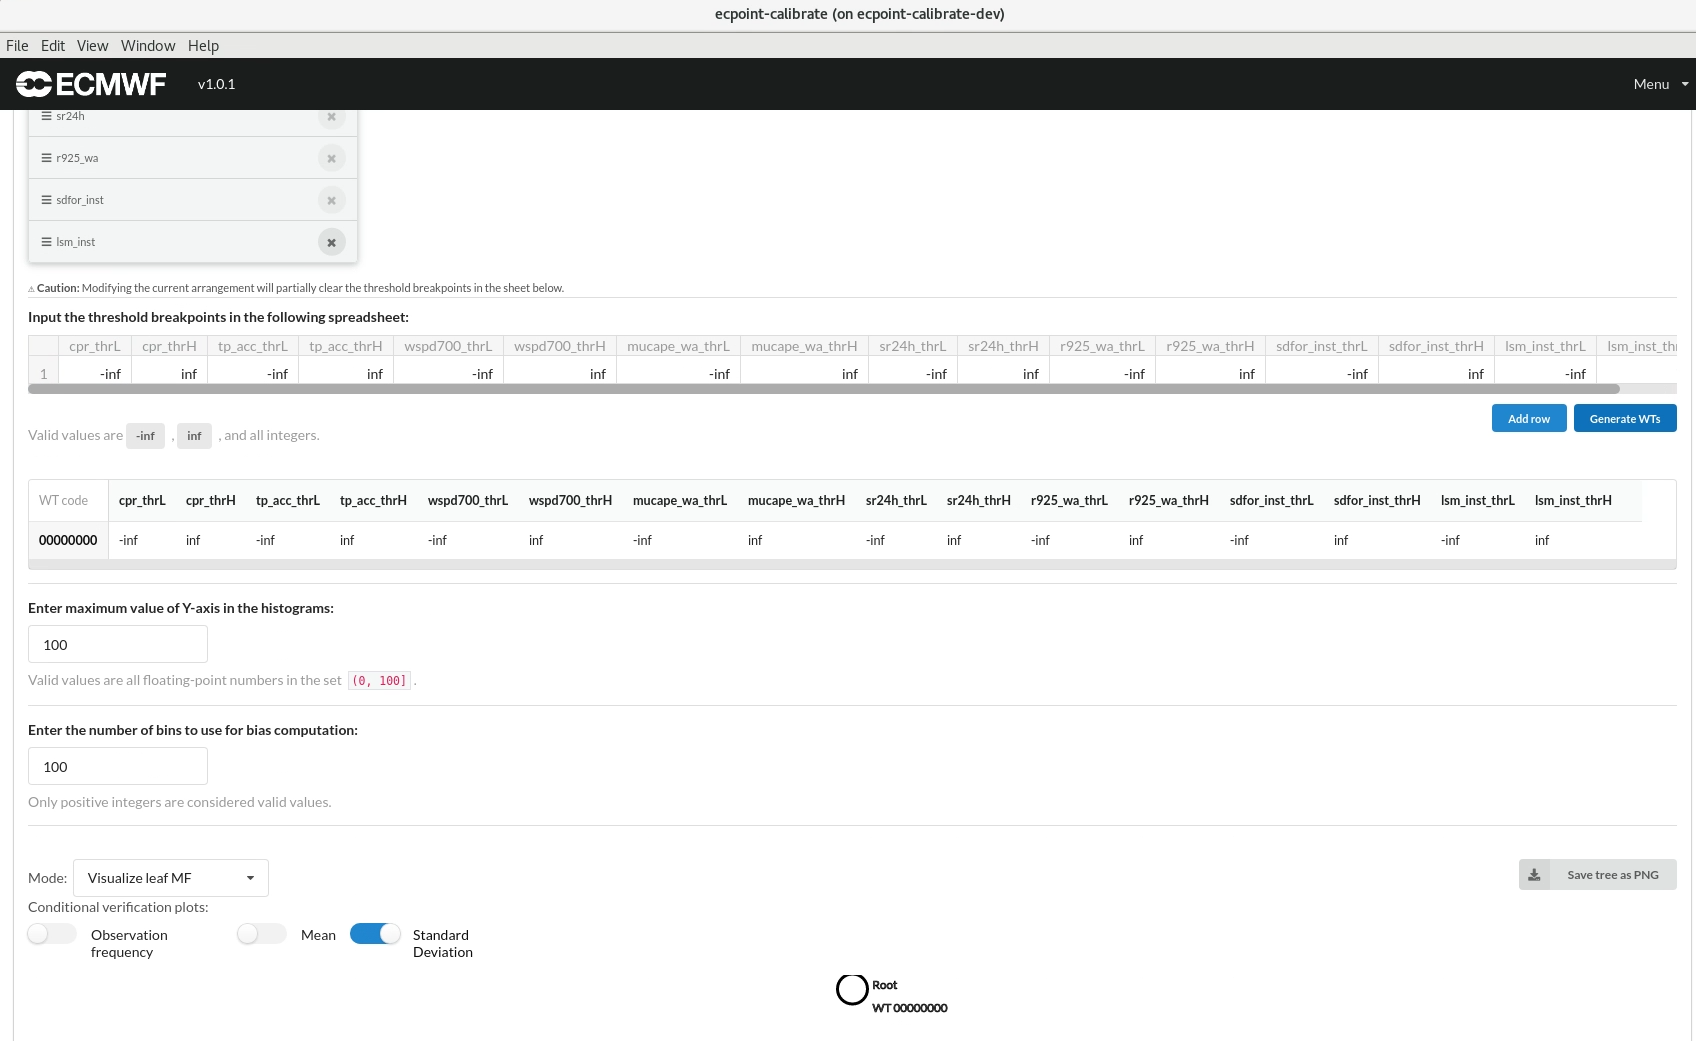 ecpoint-calibrate (on ecpoint-calibrate-dev)
File Edit View Window Help
ECMWF v1.0.1 Menu
sr24h
r925_wa
sdfor_inst
lsm_inst
⚠ Caution: Modifying the current arrangement will partially clear the threshold breakpoints in the sheet below.
Input the threshold breakpoints in the following spreadsheet:
cpr_thrL cpr_thrH tp_acc_thrL tp_acc_thrH wspd700_thrL wspd700_thrH mucape_wa_thrL mucape_wa_thrH sr24h_thrL sr24h_thrH r925_wa_thrL r925_wa_thrH sdfor_inst_thrL sdfor_inst_thrH lsm_inst_thrL lsm_inst_thr
1 -inf inf -inf inf -inf inf -inf inf -inf inf -inf inf -inf inf -inf
Add row Generate WTs
Valid values are -inf , inf , and all integers.
WT code cpr_thrL cpr_thrH tp_acc_thrL tp_acc_thrH wspd700_thrL wspd700_thrH mucape_wa_thrL mucape_wa_thrH sr24h_thrL sr24h_thrH r925_wa_thrL r925_wa_thrH sdfor_inst_thrL sdfor_inst_thrH lsm_inst_thrL lsm_inst_thrH
00000000 -inf inf -inf inf -inf inf -inf inf -inf inf -inf inf -inf inf -inf inf
Enter maximum value of Y-axis in the histograms:
100
Valid values are all floating-point numbers in the set (0, 100] .
Enter the number of bins to use for bias computation:
100
Only positive integers are considered valid values.
Mode: Visualize leaf MF Save tree as PNG
Conditional verification plots:
Observation frequency
Mean
Standard Deviation
Root
WT 00000000